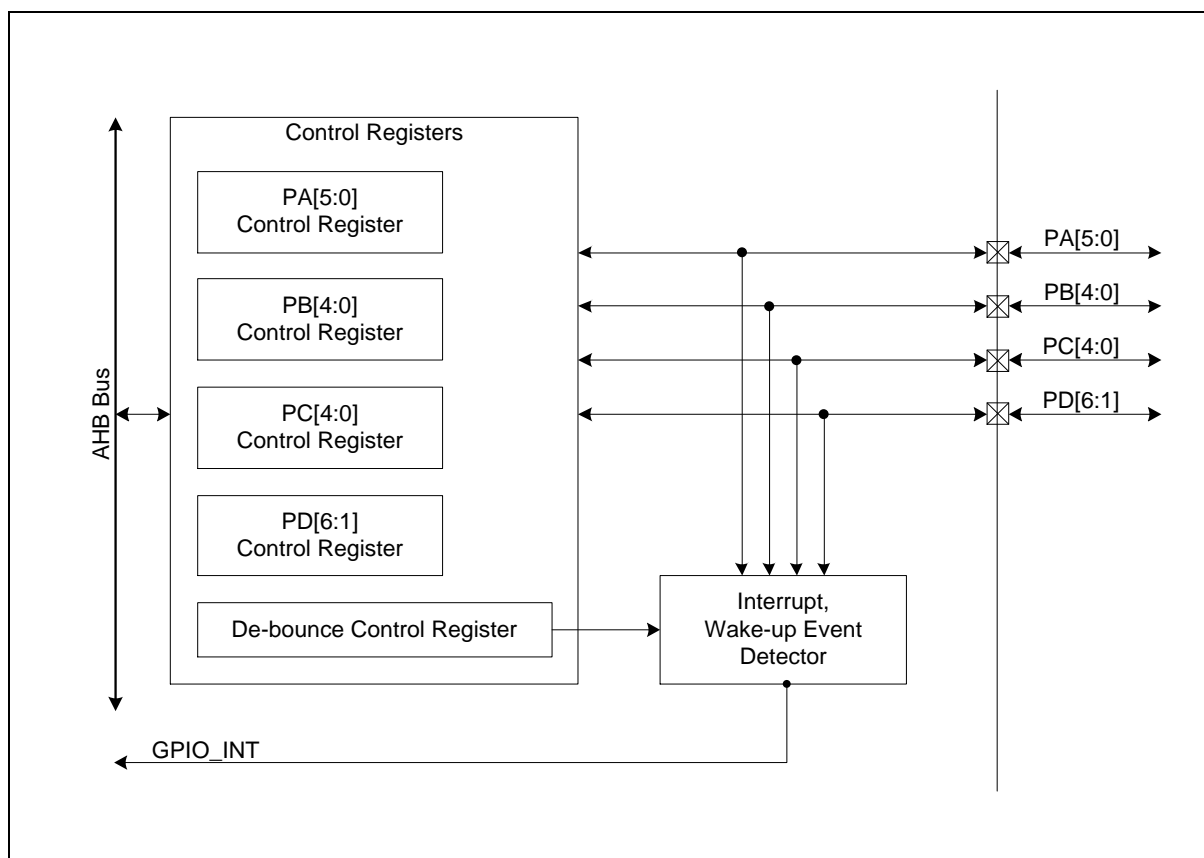 Control Registers
PA[5:0]
Control Register
PB[4:0]
Control Register
PC[4:0]
Control Register
PD[6:1]
Control Register
De-bounce Control Register
AHB Bus
PA[5:0]
PB[4:0]
PC[4:0]
PD[6:1]
Interrupt,
Wake-up Event
Detector
GPIO_INT